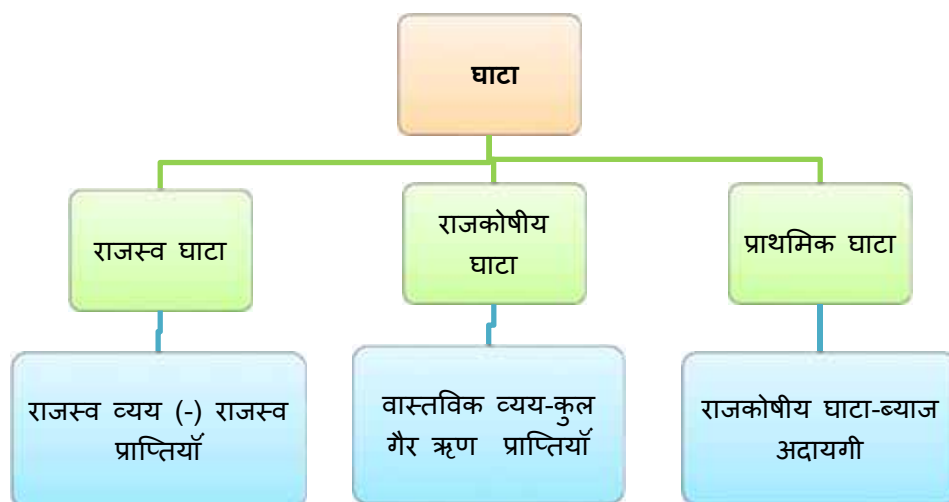 घाटा
राजस्व घाटा
राजकोषीय
घाटा
प्राथमिक घाटा
राजस्व व्यय (-) राजस्व
प्राप्तियॉ
वास्तविक व्यय-कुल
गैर ऋण प्राप्तियॉ
राजकोषीय घाटा-ब्याज
अदायगी